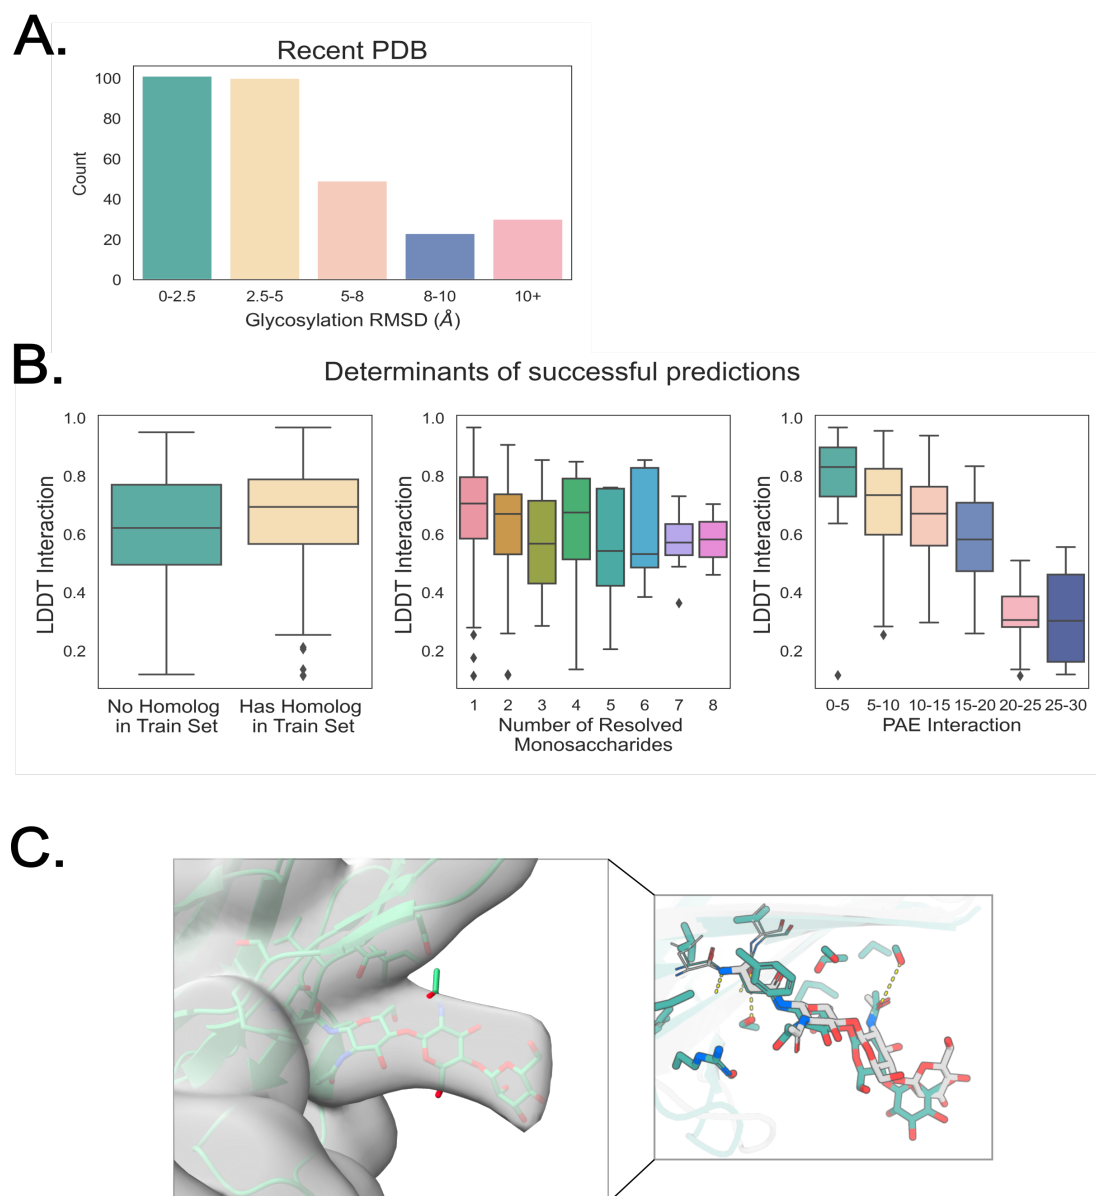 A.
Recent PDB
100
80
60
40
20
0
Count
0-2.5 2.5-5 5-8 8-10 10+
Glycosylation RMSD (Å)
B.
Determinants of successful predictions
1.0
0.8
0.6
0.4
0.2
LDDT Interaction
No Homolog
in Train Set
Has Homolog
in Train Set
1.0
0.8
0.6
0.4
0.2
LDDT Interaction
1 2 3 4 5 6 7 8
Number of Resolved
Monosaccharides
1.0
0.8
0.6
0.4
0.2
LDDT Interaction
0-5 5-10 10-15 15-20 20-25 25-30
PAE Interaction
C.